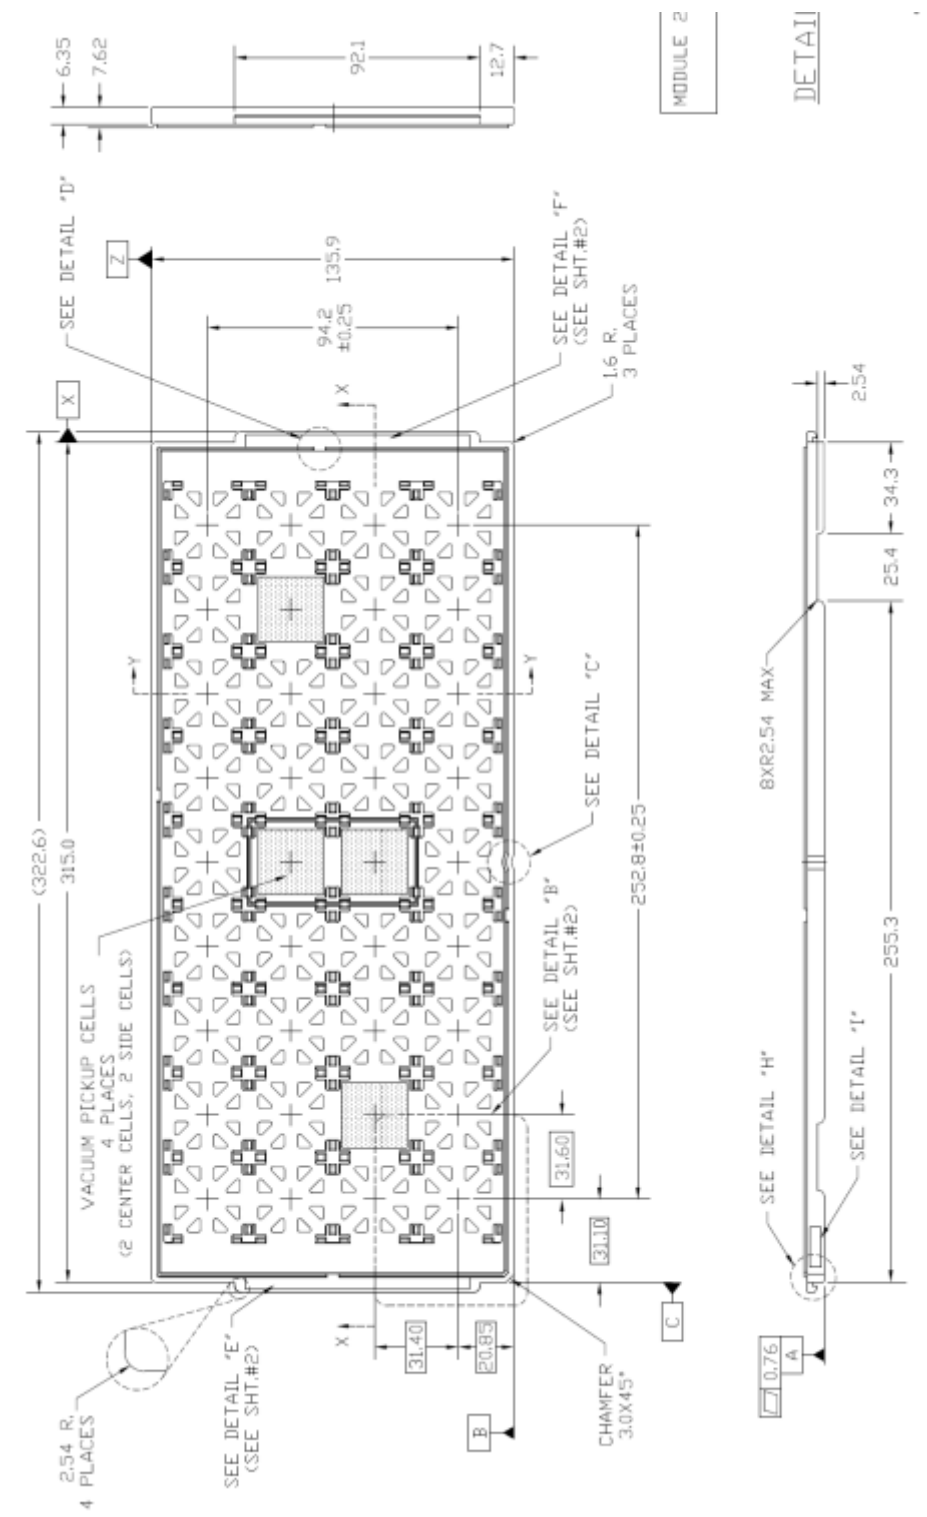 6.35
7.62
92.1
12.7
MODULE 2
DETAI
SEE DETAIL "D"
Z
135.9
94.2
±0.25
SEE DETAIL "F"
(SEE SHT.#2)
1.6 R.
3 PLACES
X
X
(322.6)
315.0
Y
Y
SEE DETAIL "C"
252.8±0.25
VACUUM PICKUP CELLS
4 PLACES
(2 CENTER CELLS, 2 SIDE CELLS)
SEE DETAIL "B"
(SEE SHT.#2)
31.60
31.10
C
X
31.40
20.85
B
CHAMFER
3.0X45°
2.54 R.
4 PLACES
SEE DETAIL "E"
(SEE SHT.#2)
2.54
34.3
25.4
8XR2.54 MAX
255.3
SEE DETAIL "H"
SEE DETAIL "I"
0.76
A